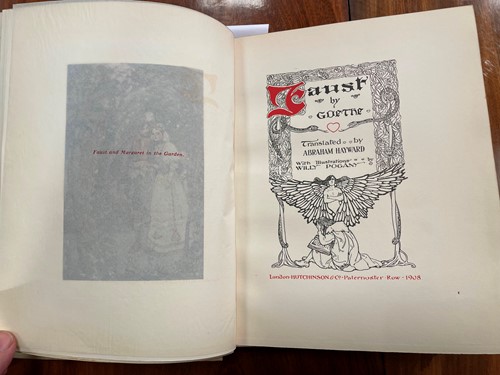 Faust and Margaret in the Garden.
Faust
by
GOETHE
Translated by
ABRAHAM HAYWARD
With Illustrations by
WILLY POGANY
London·HUTCHINSON & Co·Paternoster Row·1908